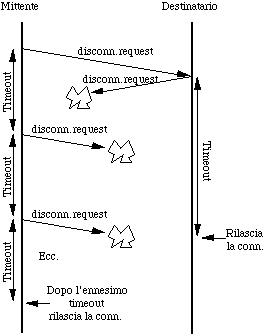 Mittente
Destinatario
disconn.request
disconn.request
Timeout
disconn.request
Timeout
Timeout
disconn.request
Rilascia
la conn.
Timeout
Ecc.
Dopo l'ennesimo
timeout
rilascia la conn.